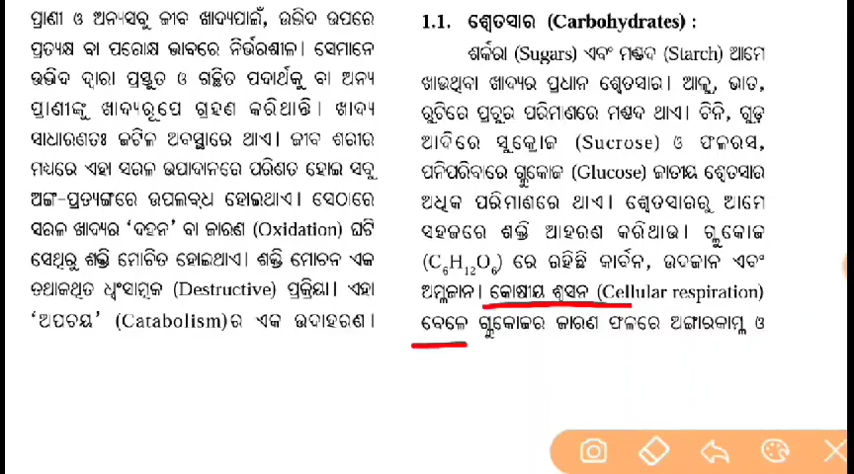 ପ୍ରାଣୀ ଓ ଅନ୍ୟସବୁ ଜୀବ ଖାଦ୍ୟପାଇଁ, ଉଦ୍ଭିଦ ଉପରେ
ପ୍ରତ୍ୟକ୍ଷ ବା ପରୋକ୍ଷ ଭାବରେ ନିର୍ଭରଶୀଳ। ସେମାନେ
ଉଦ୍ଭିଦ ଦ୍ୱାରା ପ୍ରସ୍ତୁତ ଓ ଗଚ୍ଛିତ ପଦାର୍ଥକୁ ବା ଅନ୍ୟ
ପ୍ରାଣୀଙ୍କୁ ଖାଦ୍ୟରୂପେ ଗ୍ରହଣ କରିଥାନ୍ତି। ଖାଦ୍ୟ
ସାଧାରଣତଃ ଜଟିଳ ଅବସ୍ଥାରେ ଥାଏ। ଜୀବ ଶରୀର
ମଧ୍ୟରେ ଏହା ସରଳ ଉପାଦାନରେ ପରିଣତ ହୋଇ ସବୁ
ଅଙ୍ଗ-ପ୍ରତ୍ୟଙ୍ଗରେ ଉପଲବ୍ଧ ହୋଇଥାଏ। ସେଠାରେ
ସରଳ ଖାଦ୍ୟର ‘ଦହନ’ ବା ଜାରଣ (Oxidation) ଘଟି
ସେଥିରୁ ଶକ୍ତି ମୋଚିତ ହୋଇଥାଏ। ଶକ୍ତି ମୋଚନ ଏକ
ତଥାକଥିତ ଧ୍ୱଂସାତ୍ମକ (Destructive) ପ୍ରକ୍ରିୟା। ଏହା
‘ଅପଚୟ’ (Catabolism)ର ଏକ ଉଦାହରଣ।
1.1. ଶ୍ୱେତସାର (Carbohydrates) :
ଶର୍କରା (Sugars) ଏବଂ ମଣ୍ଡଦ (Starch) ଆମେ
ଖାଉଥିବା ଖାଦ୍ୟର ପ୍ରଧାନ ଶ୍ୱେତସାର। ଆଳୁ, ଭାତ,
ରୁଟିରେ ପ୍ରଚୁର ପରିମାଣରେ ମଣ୍ଡଦ ଥାଏ। ଚିନି, ଗୁଡ଼
ଆଦିରେ ସୁକ୍ରୋଜ (Sucrose) ଓ ଫଳରସ,
ପନିପରିବାରେ ଗ୍ଲୁକୋଜ (Glucose) ଜାତୀୟ ଶ୍ୱେତସାର
ଅଧିକ ପରିମାଣରେ ଥାଏ। ଶ୍ୱେତସାରରୁ ଆମେ
ସହଜରେ ଶକ୍ତି ଆହରଣ କରିଥାଉ। ଗ୍ଲୁକୋଜ
(C₆H₁₂O₆) ରେ ରହିଛି କାର୍ବନ, ଉଦଜାନ ଏବଂ
ଅମ୍ଳଜାନ। କୋଷୀୟ ଶ୍ୱସନ (Cellular respiration)
ବେଳେ ଗ୍ଲୁକୋଜର ଜାରଣ ଫଳରେ ଅଙ୍ଗାରକାମ୍ଳ ଓ